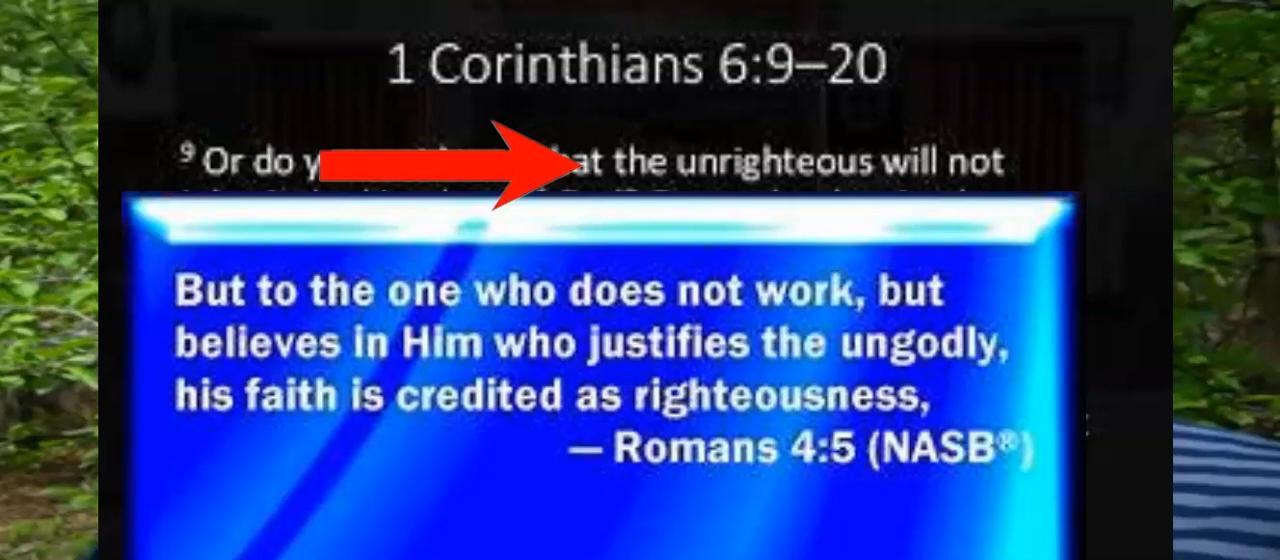 1 Corinthians 6:9–20
⁹ Or do the unrighteous will not
But to the one who does not work, but
believes in Him who justifies the ungodly,
his faith is credited as righteousness,
— Romans 4:5 (NASB®)